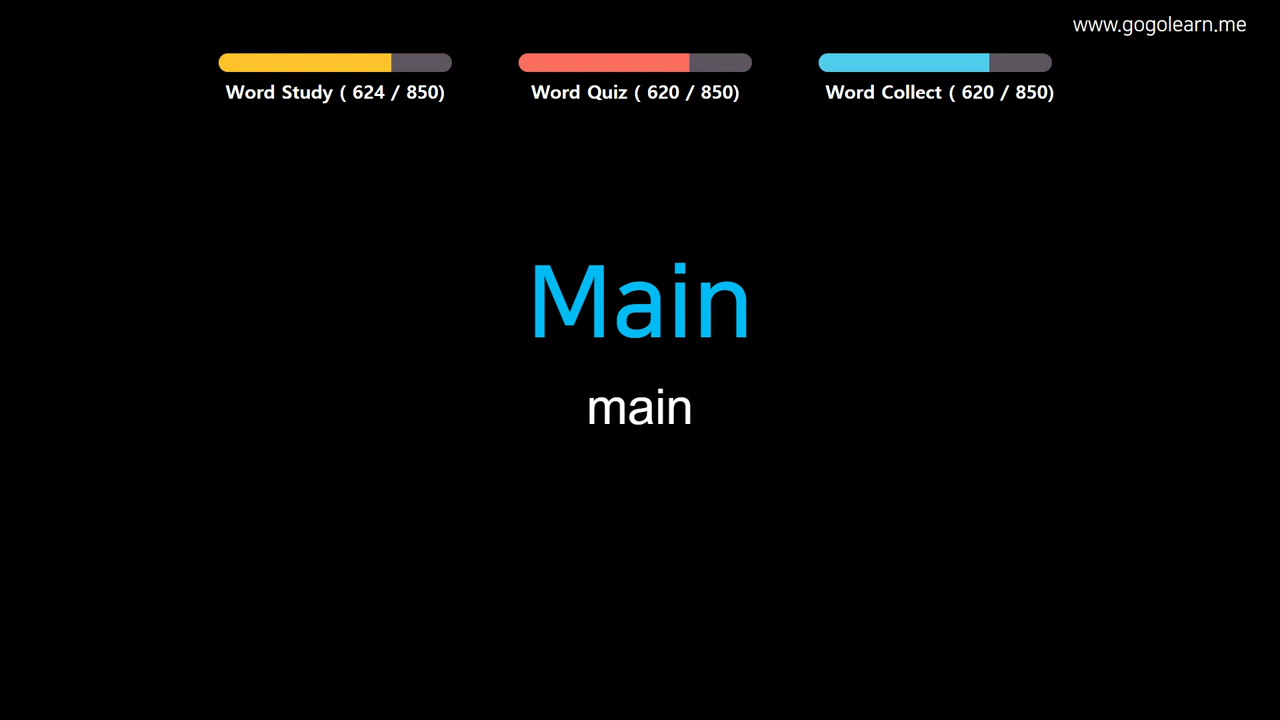 www.gogolearn.me
Word Study ( 624 / 850)
Word Quiz ( 620 / 850)
Word Collect ( 620 / 850)
Main
main